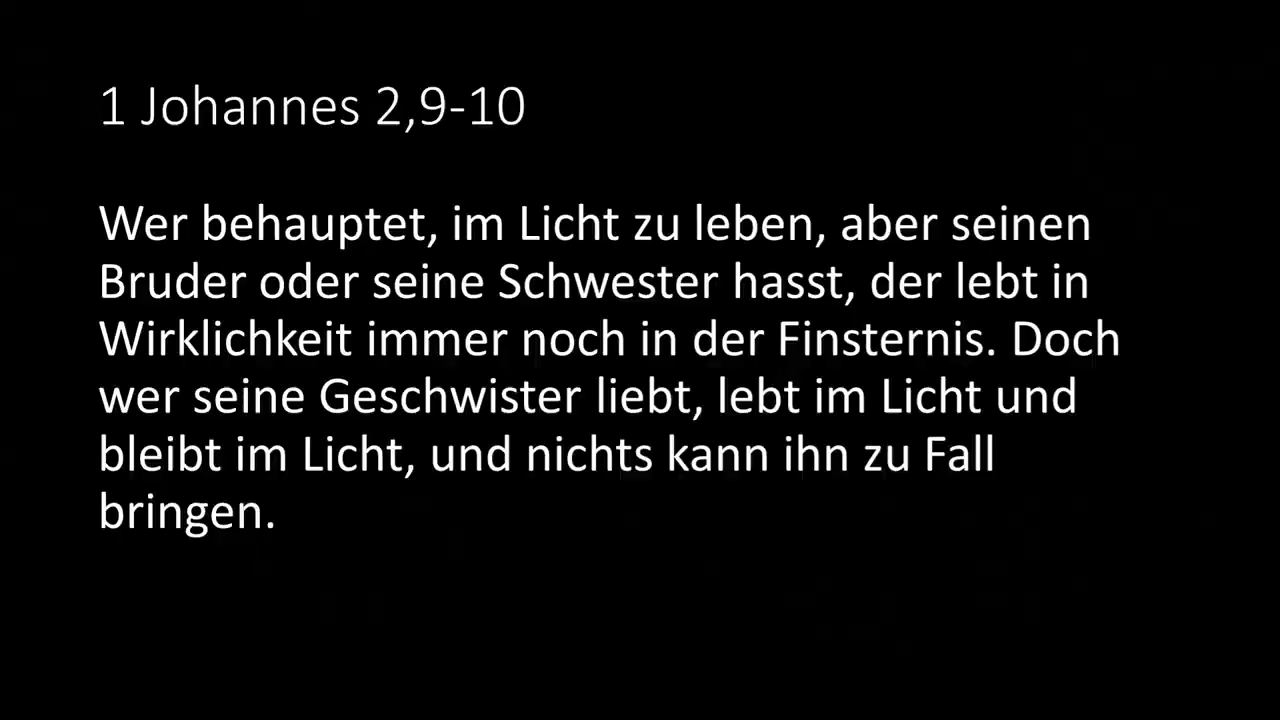 1 Johannes 2,9-10
Wer behauptet, im Licht zu leben, aber seinen
Bruder oder seine Schwester hasst, der lebt in
Wirklichkeit immer noch in der Finsternis. Doch
wer seine Geschwister liebt, lebt im Licht und
bleibt im Licht, und nichts kann ihn zu Fall
bringen.